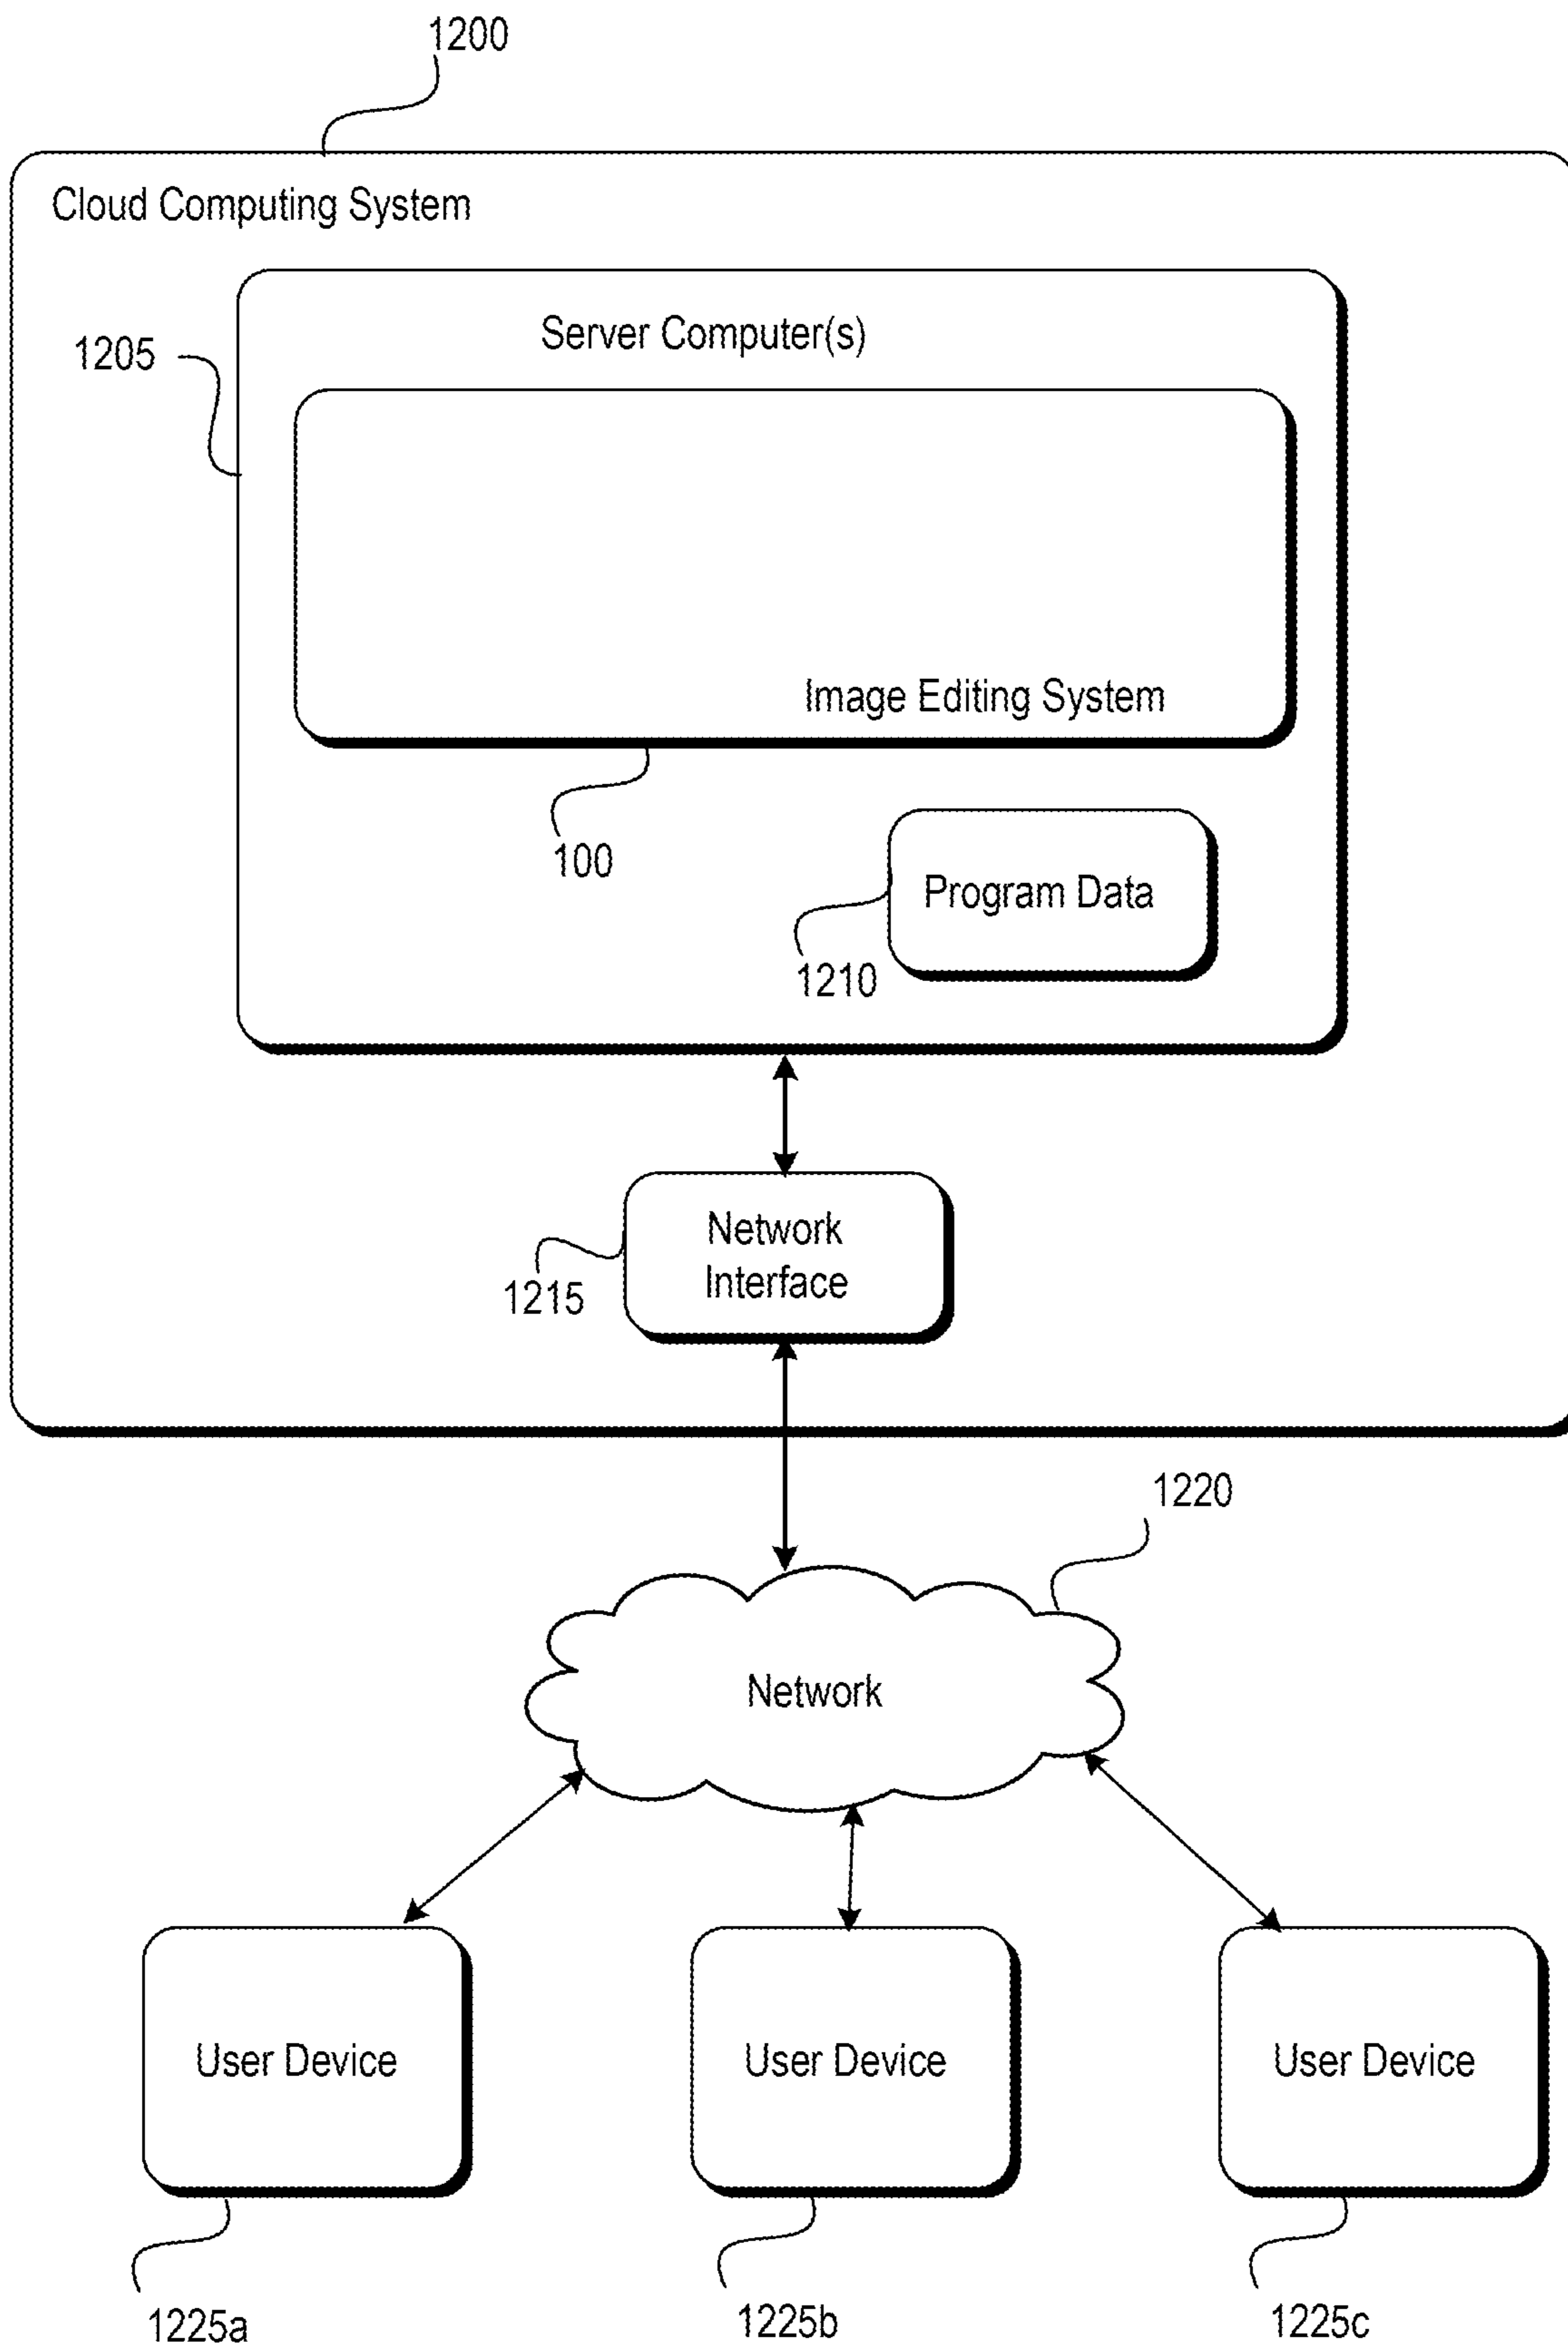 1200
Cloud Computing System
Server Computer(s)
1205
Image Editing System
100
Program Data
1210
Network
Interface
1215
1220
Network
User Device
User Device
User Device
1225a
1225b
1225c